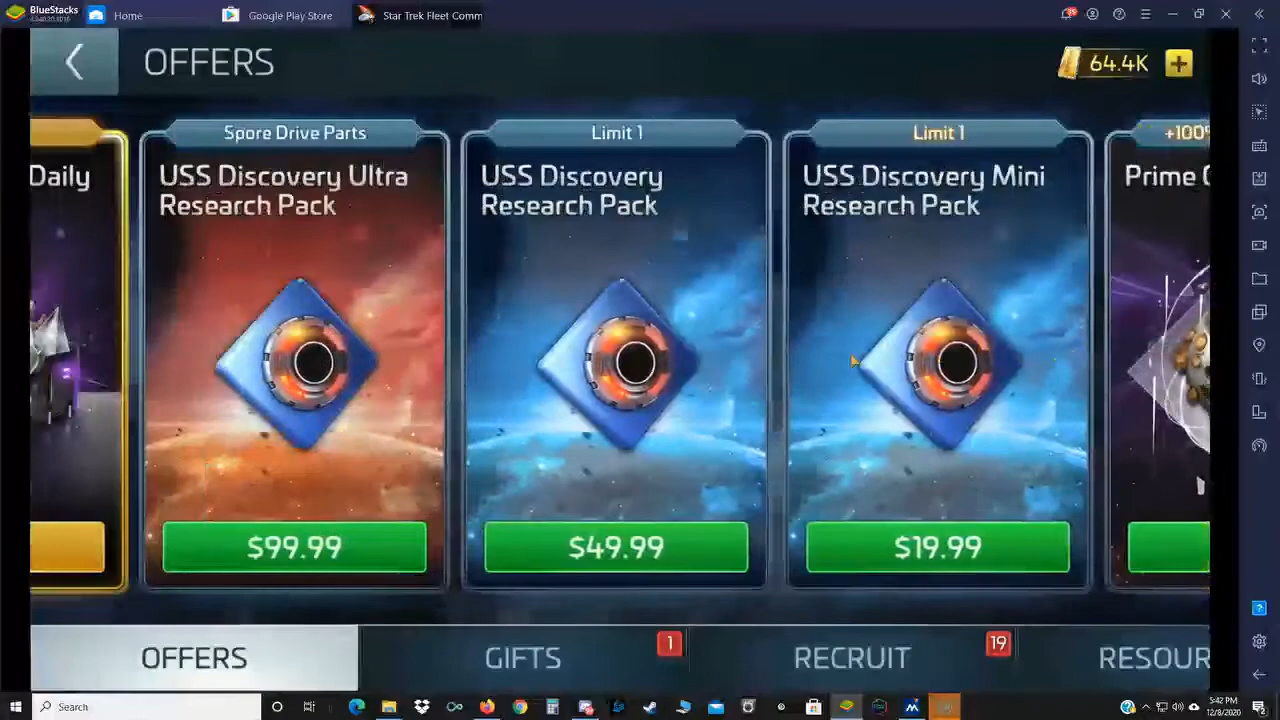 BlueStacks
Home
Google Play Store
Star Trek Fleet Comm
OFFERS
64.4K
Daily
Spore Drive Parts
USS Discovery Ultra
Research Pack
$99.99
Limit 1
USS Discovery
Research Pack
$49.99
Limit 1
USS Discovery Mini
Research Pack
$19.99
+100%
Prime
OFFERS
GIFTS
1
RECRUIT
19
RESOUR
Search
5:42 PM
12/8/2020